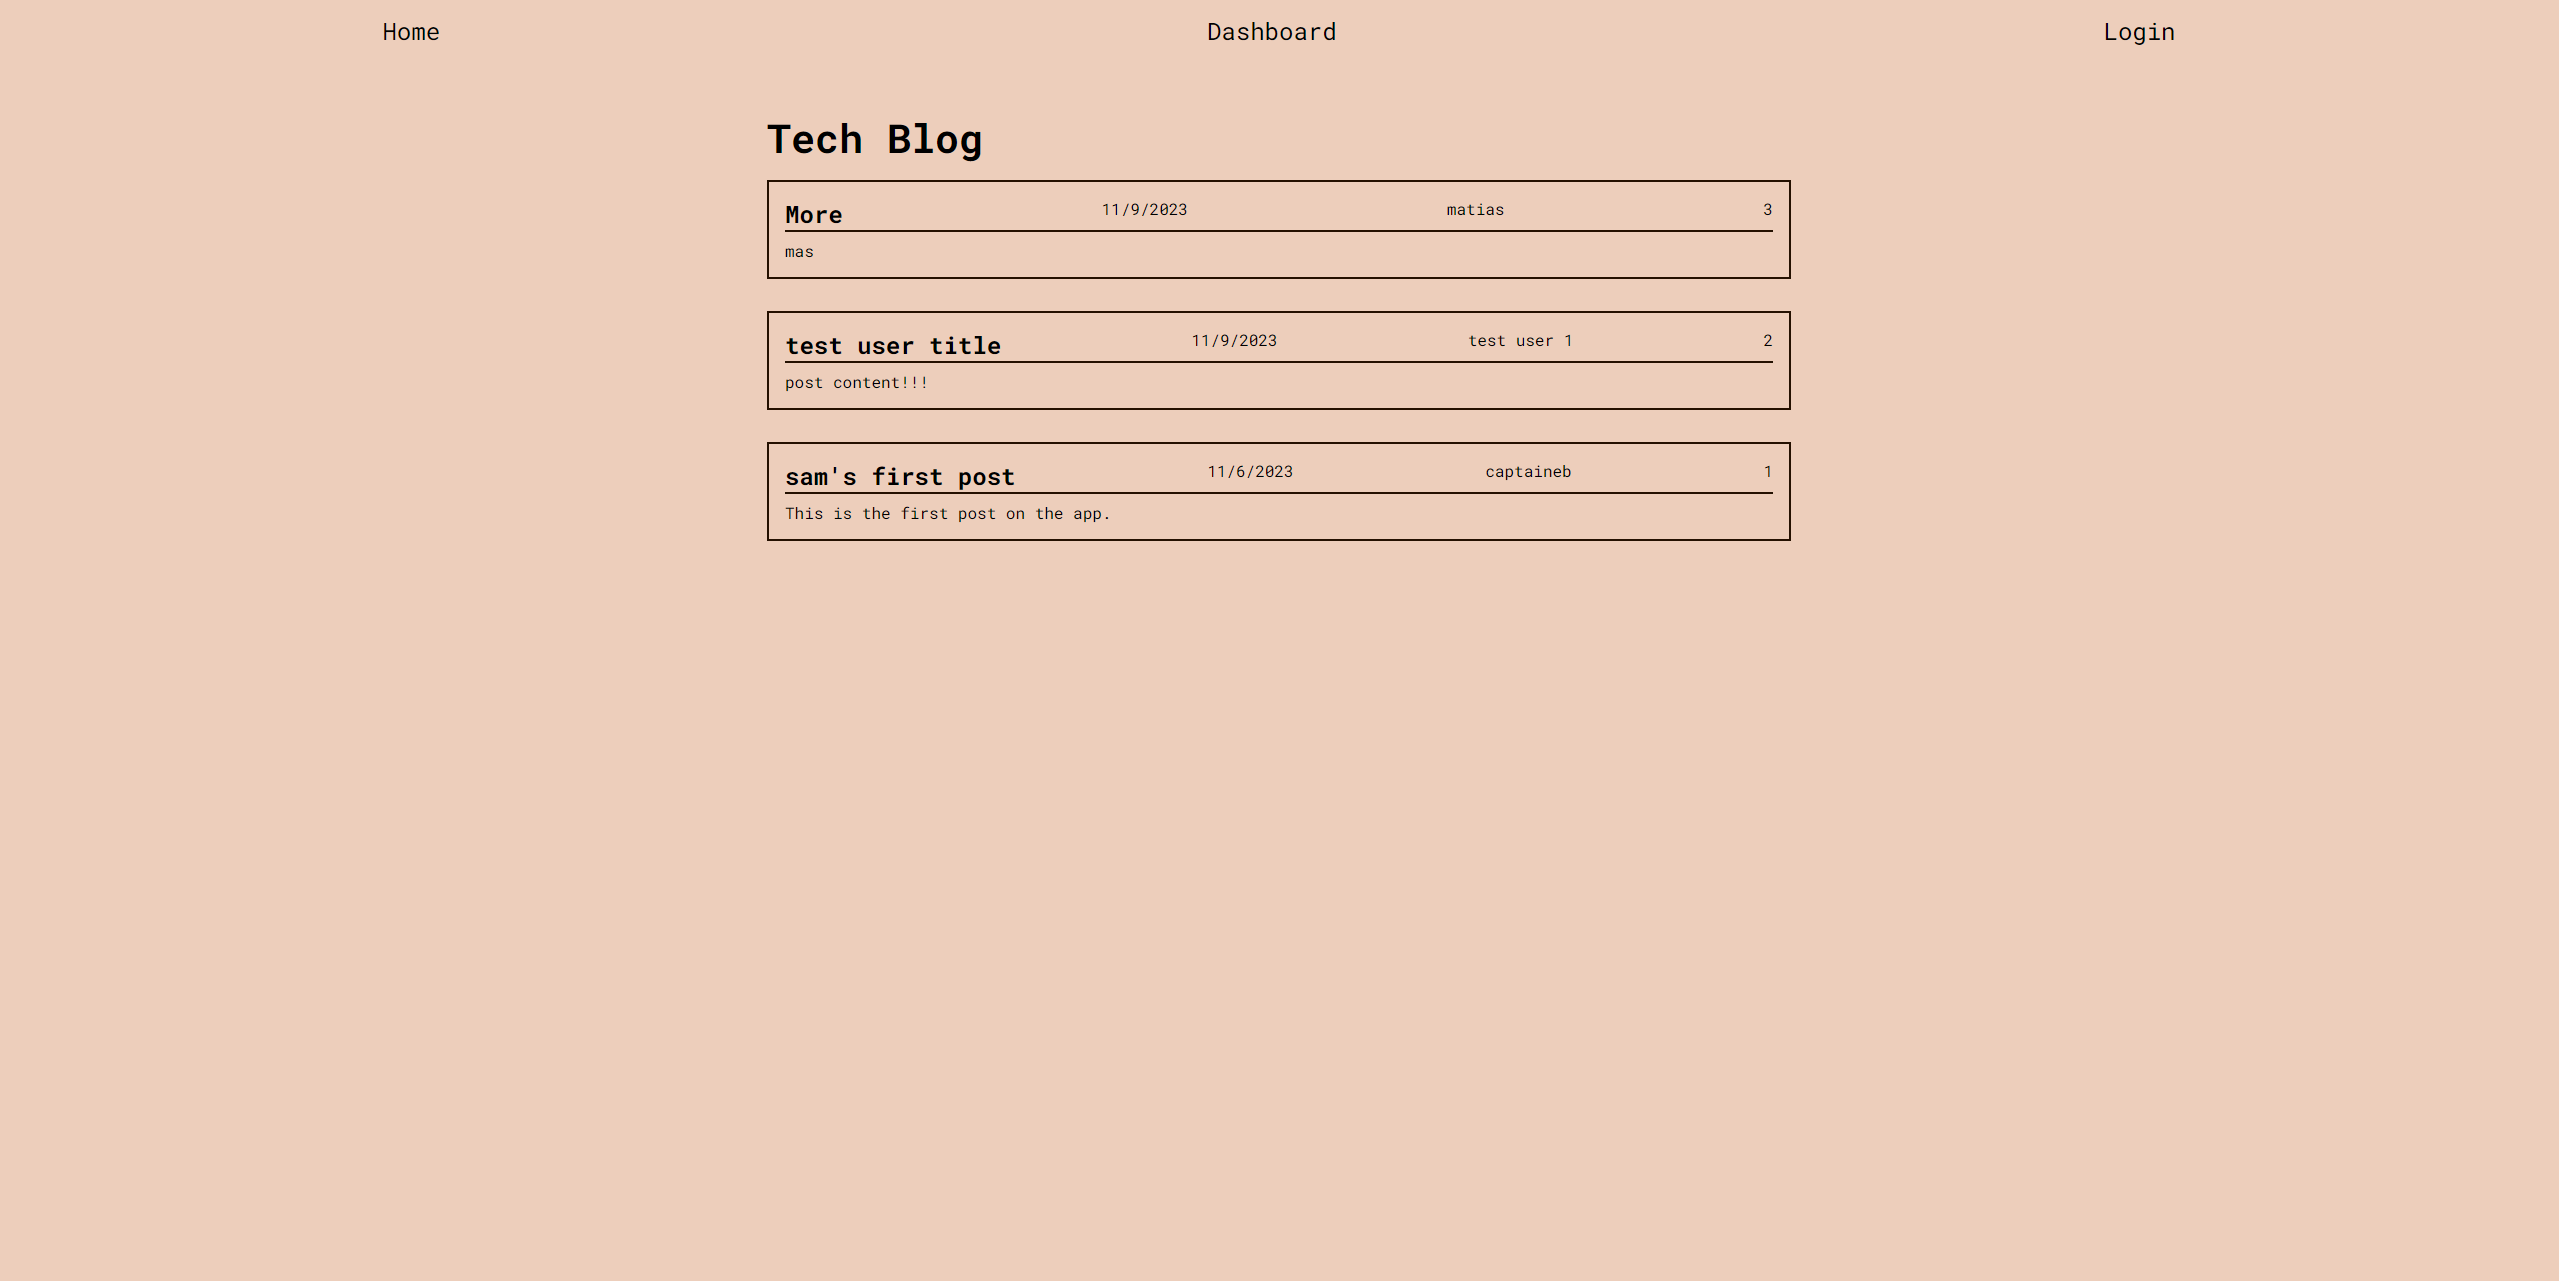 Home Dashboard Login
Tech Blog
More 11/9/2023 matias 3
mas
test user title 11/9/2023 test user 1 2
post content!!!
sam's first post 11/6/2023 captaineb 1
This is the first post on the app.